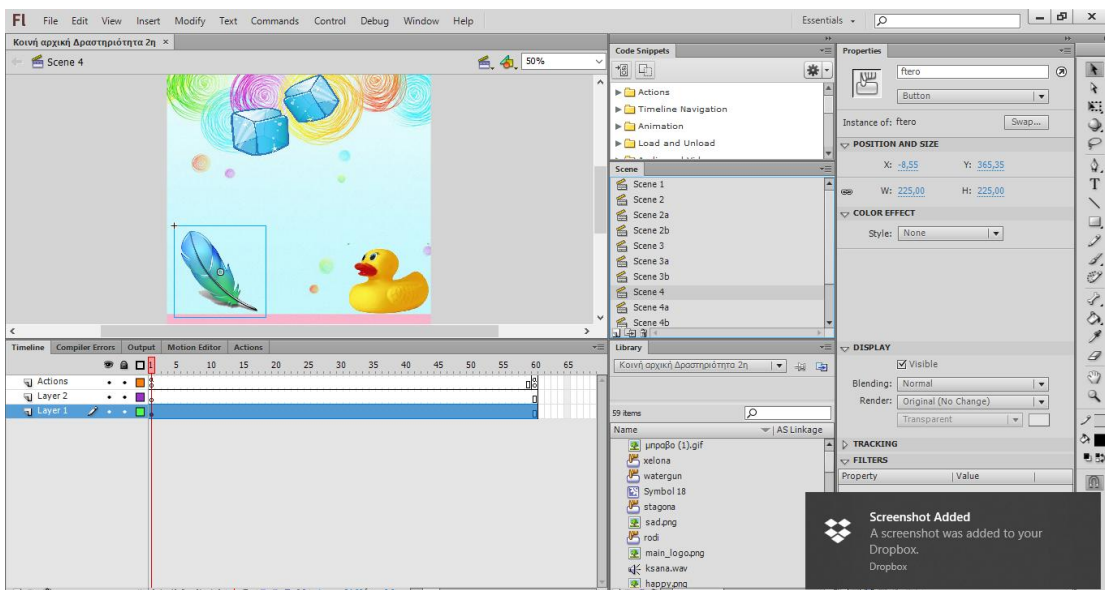 Fl File Edit View Insert Modify Text Commands Control Debug Window Help Essentials
Κοινή αρχική Δραστηριότητα 2η ×
Scene 4 50%
Code Snippets
Actions
Timeline Navigation
Animation
Load and Unload
Scene
Scene 1
Scene 2
Scene 2a
Scene 2b
Scene 3
Scene 3a
Scene 3b
Scene 4
Scene 4a
Scene 4b
Properties
ftero
Button
Instance of: ftero Swap...
POSITION AND SIZE
X: -8,55 Y: 365,35
W: 225,00 H: 225,00
COLOR EFFECT
Style: None
Timeline Compiler Errors Output Motion Editor Actions
1 5 10 15 20 25 30 35 40 45 50 55 60 65
Actions
Layer 2
Layer 1
Library
Κοινή αρχική Δραστηριότητα 2η
59 items
Name AS Linkage
μπραβο (1).gif
xelona
watergun
Symbol 18
stagona
sad.png
rodi
main_logo.png
ksana.wav
happy.png
DISPLAY
Visible
Blending: Normal
Render: Original (No Change)
Transparent
TRACKING
FILTERS
Property Value
Screenshot Added
A screenshot was added to your
Dropbox.
Dropbox